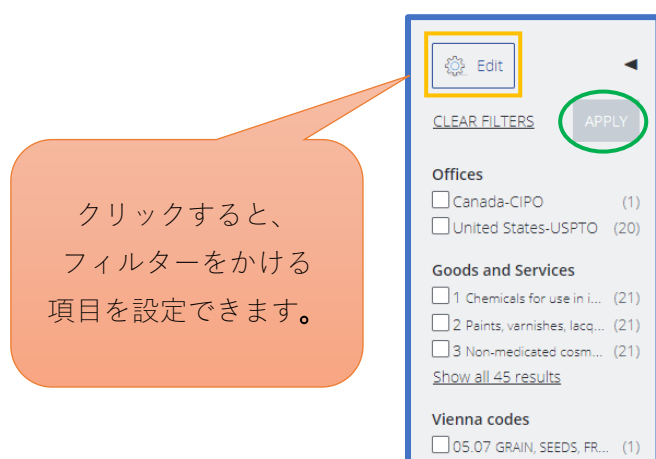 クリックすると、
フィルターをかける
項目を設定できます。
Edit
CLEAR FILTERS
APPLY
Offices
Canada-CIPO (1)
United States-USPTO (20)
Goods and Services
1 Chemicals for use in i... (21)
2 Paints, varnishes, lacq... (21)
3 Non-medicated cosm... (21)
Show all 45 results
Vienna codes
05.07 GRAIN, SEEDS, FR... (1)